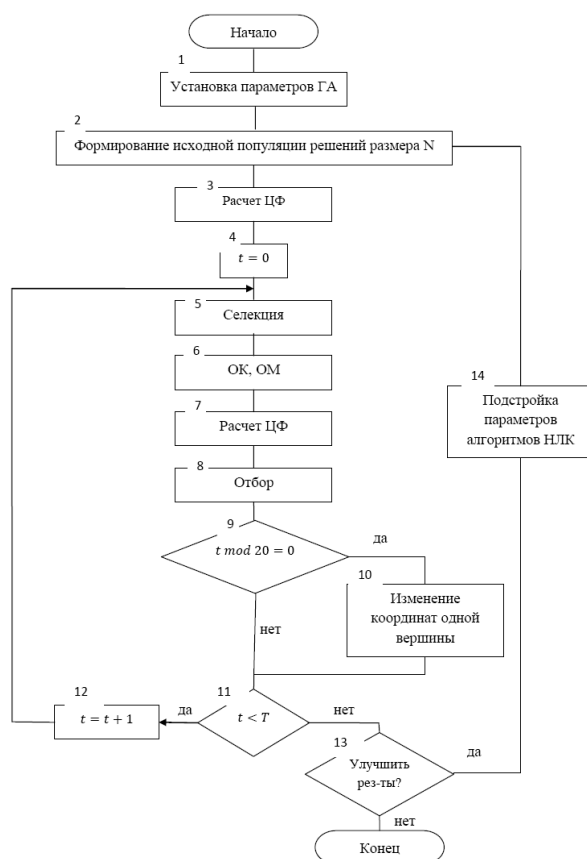 Начало
1
Установка параметров ГА
2
Формирование исходной популяции решений размера N
3
Расчет ЦФ
4
t = 0
5
Селекция
6
ОК, ОМ
7
Расчет ЦФ
8
Отбор
9
t mod 20 = 0
да
нет
10
Изменение
координат одной
вершины
11
t < T
да
нет
12
t = t + 1
13
Улучшить
рез-ты?
да
нет
14
Подстройка
параметров
алгоритмов НЛК
Конец